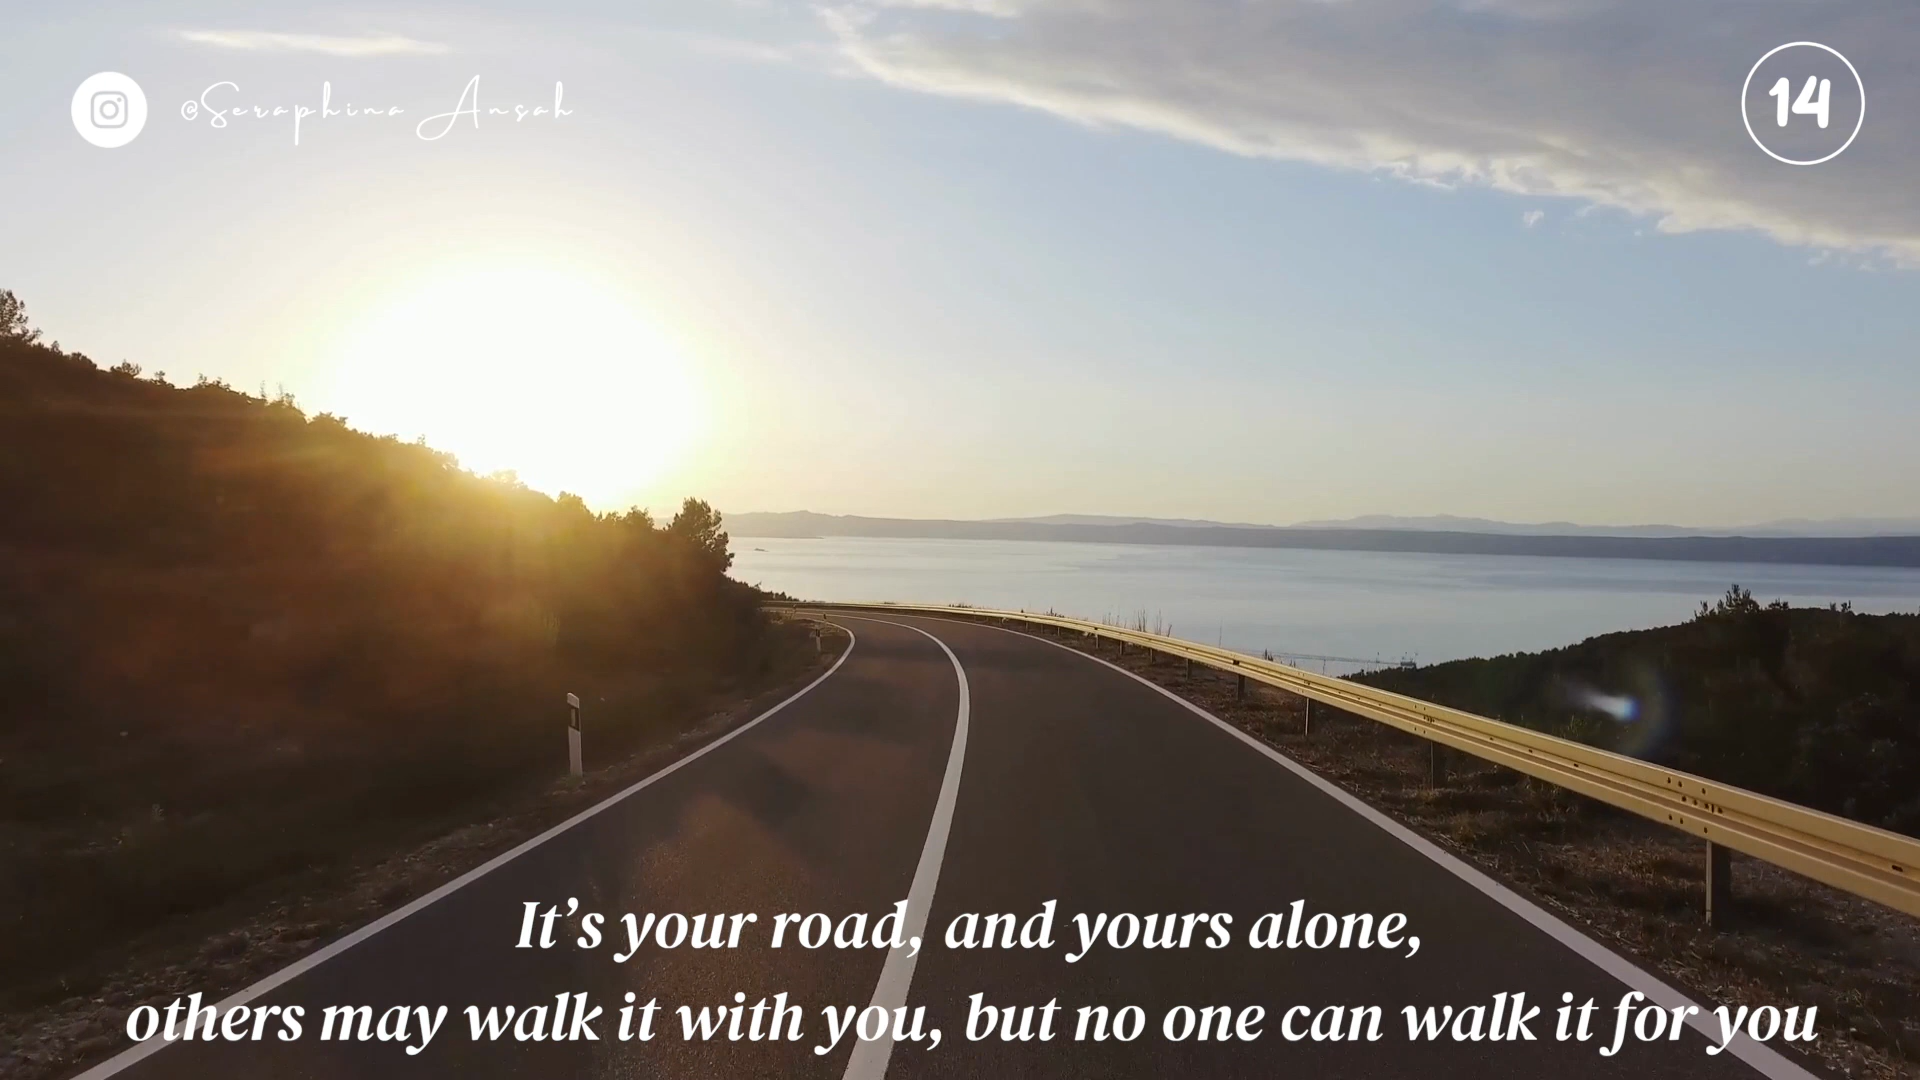 @Seraphina Ansah
14
It’s your road, and yours alone,
others may walk it with you, but no one can walk it for you